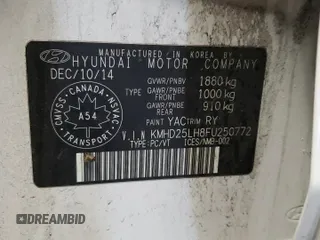 MANUFACTURED IN KOREA BY
HYUNDAI MOTOR COMPANY
DEC/10/14
GVWR/PNBV 1880 kg
GAWR/PNBE FRONT 1000 kg
GAWR/PNBE REAR 910 kg
CANADA
CMVSS
NSVAC
A54
PAINT YAC TRIM RY
V.I.N KMHD25LH8FU250772
TYPE:PC/VT ICES/NMB-002
DREAMBID